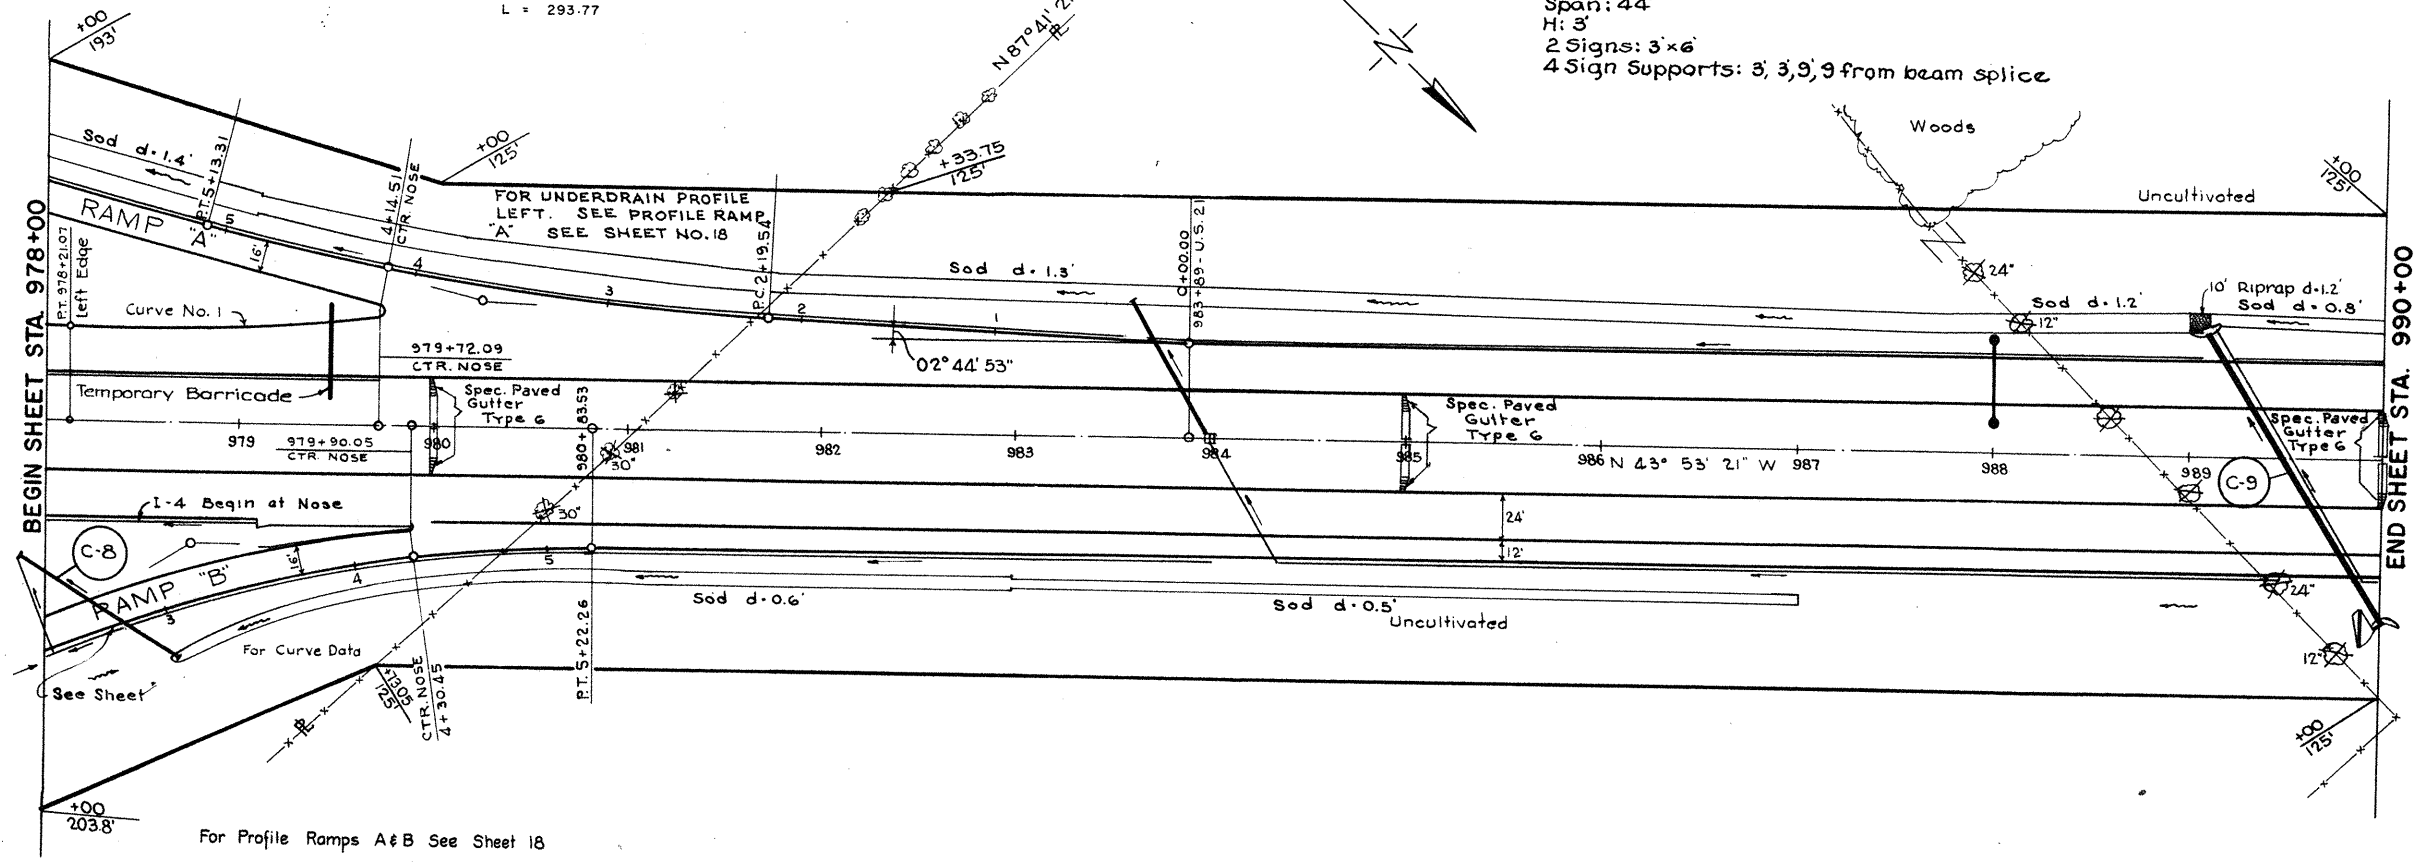 L = 293.77
Span: 44'
H: 3'
2 Signs: 3'x6'
4 Sign Supports: 3', 3', 9', 9' from beam splice
+00
193'
+00
125'
N 87° 41'
+33.75
125'
Woods
Uncultivated
+00
125'
BEGIN SHEET STA. 978+00
Sod d=1.4'
P.T. 5+13.31
4+14.51
CTR. NOSE
RAMP "A"
5
16'
4
3
2
1
FOR UNDERDRAIN PROFILE
LEFT. SEE PROFILE RAMP
"A" SEE SHEET NO. 18
P.C. 2+19.54
Sod d=1.3'
0+00.00
983+89-U.S. 21
24"
Sod d=1.2'
12"
10' Riprap d=1.2'
Sod d=0.8'
P.T. 978+21.07
Left Edge
Curve No. 1
979+72.09
CTR. NOSE
02° 44' 53"
Temporary Barricade
Spec. Paved
Gutter
Type 6
980+83.53
Spec. Paved
Gutter
Type 6
Spec. Paved
Gutter
Type 6
979
979+90.05
CTR. NOSE
980
981
982
983
984
985
986
N 43° 53' 21" W
987
988
989
30"
30"
C-9
END SHEET STA. 990+00
I-4 Begin at Nose
C-8
16'
RAMP "B"
3
4
5
24'
12'
Sod d=0.6'
Sod d=0.5'
Uncultivated
24"
12"
For Curve Data
See Sheet
+73.05
125'
CTR. NOSE
4+30.45
P.T. 5+22.26
+00
125'
+00
203.8'
For Profile Ramps A & B See Sheet 18